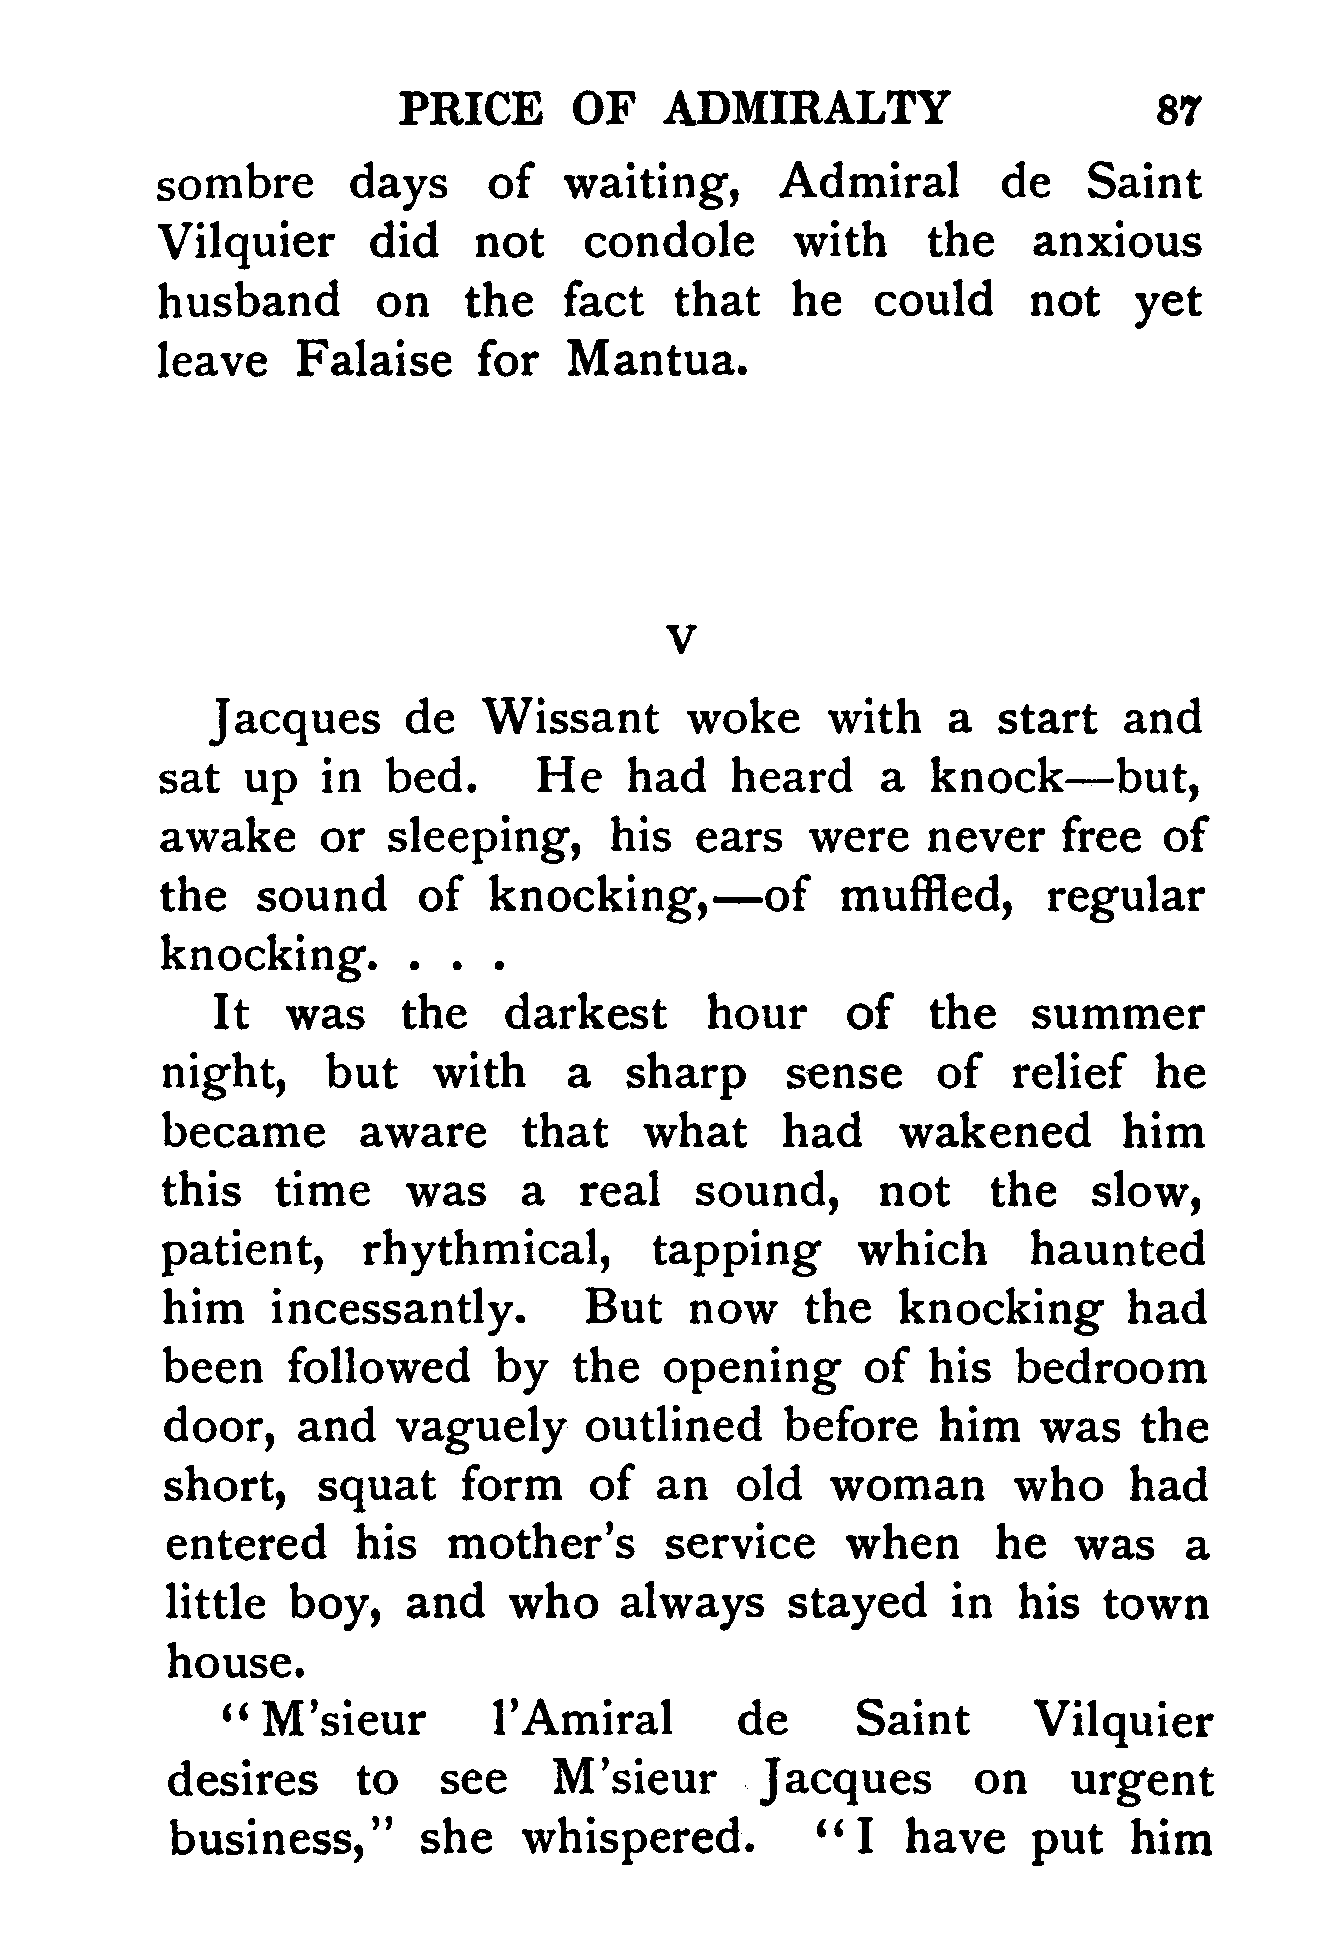 PRICE OF ADMIRALTY 87
sombre days of waiting, Admiral de Saint
Vilquier did not condole with the anxious
husband on the fact that he could not yet
leave Falaise for Mantua.
V
Jacques de Wissant woke with a start and
sat up in bed. He had heard a knock—but,
awake or sleeping, his ears were never free of
the sound of knocking,—of muffled, regular
knocking. . . .
It was the darkest hour of the summer
night, but with a sharp sense of relief he
became aware that what had wakened him
this time was a real sound, not the slow,
patient, rhythmical, tapping which haunted
him incessantly. But now the knocking had
been followed by the opening of his bedroom
door, and vaguely outlined before him was the
short, squat form of an old woman who had
entered his mother's service when he was a
little boy, and who always stayed in his town
house.
“M'sieur l'Amiral de Saint Vilquier
desires to see M'sieur Jacques on urgent
business,” she whispered. “I have put him